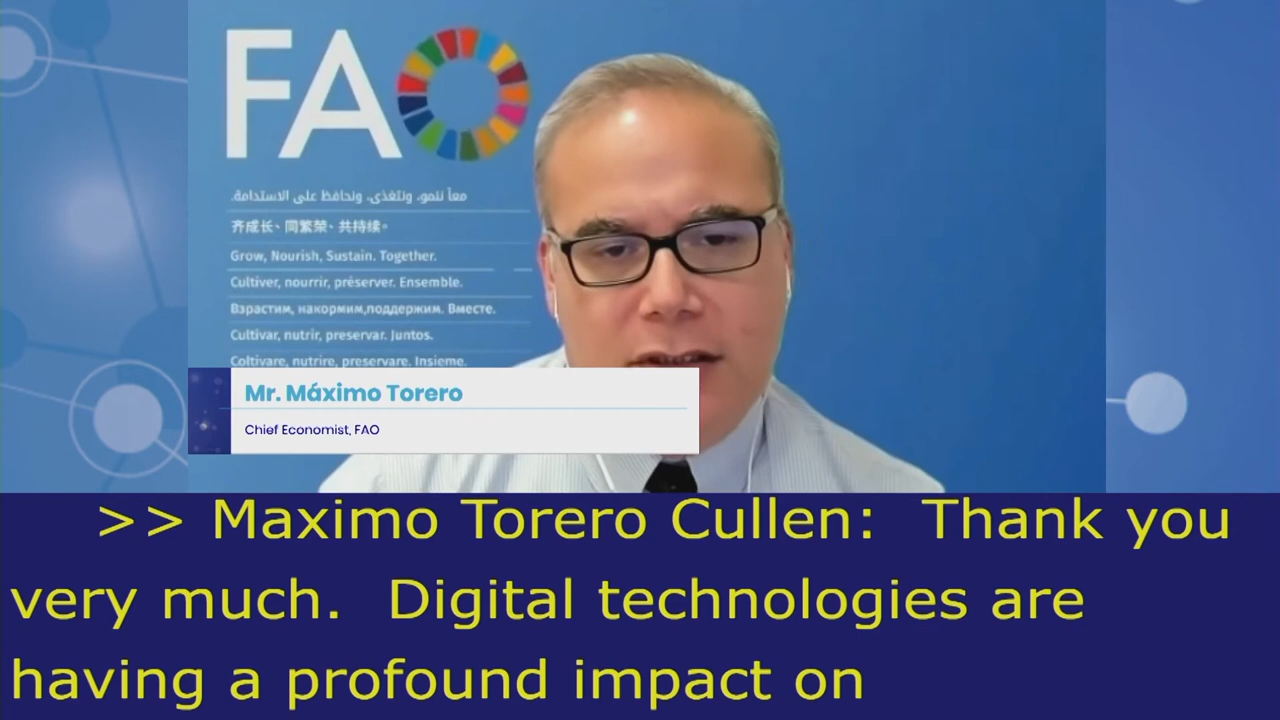 FAO
معاً ننمو، ونتغذى، ونحافظ على الاستدامة.
齐成长、同繁荣、共持续。
Grow, Nourish, Sustain. Together.
Cultiver, nourrir, préserver. Ensemble.
Взрастим, накормим,поддержим. Вместе.
Cultivar, nutrir, preservar. Juntos.
Coltivare, nutrire, preservare. Insieme.
Mr. Máximo Torero
Chief Economist, FAO
>> Maximo Torero Cullen: Thank you
very much. Digital technologies are
having a profound impact on